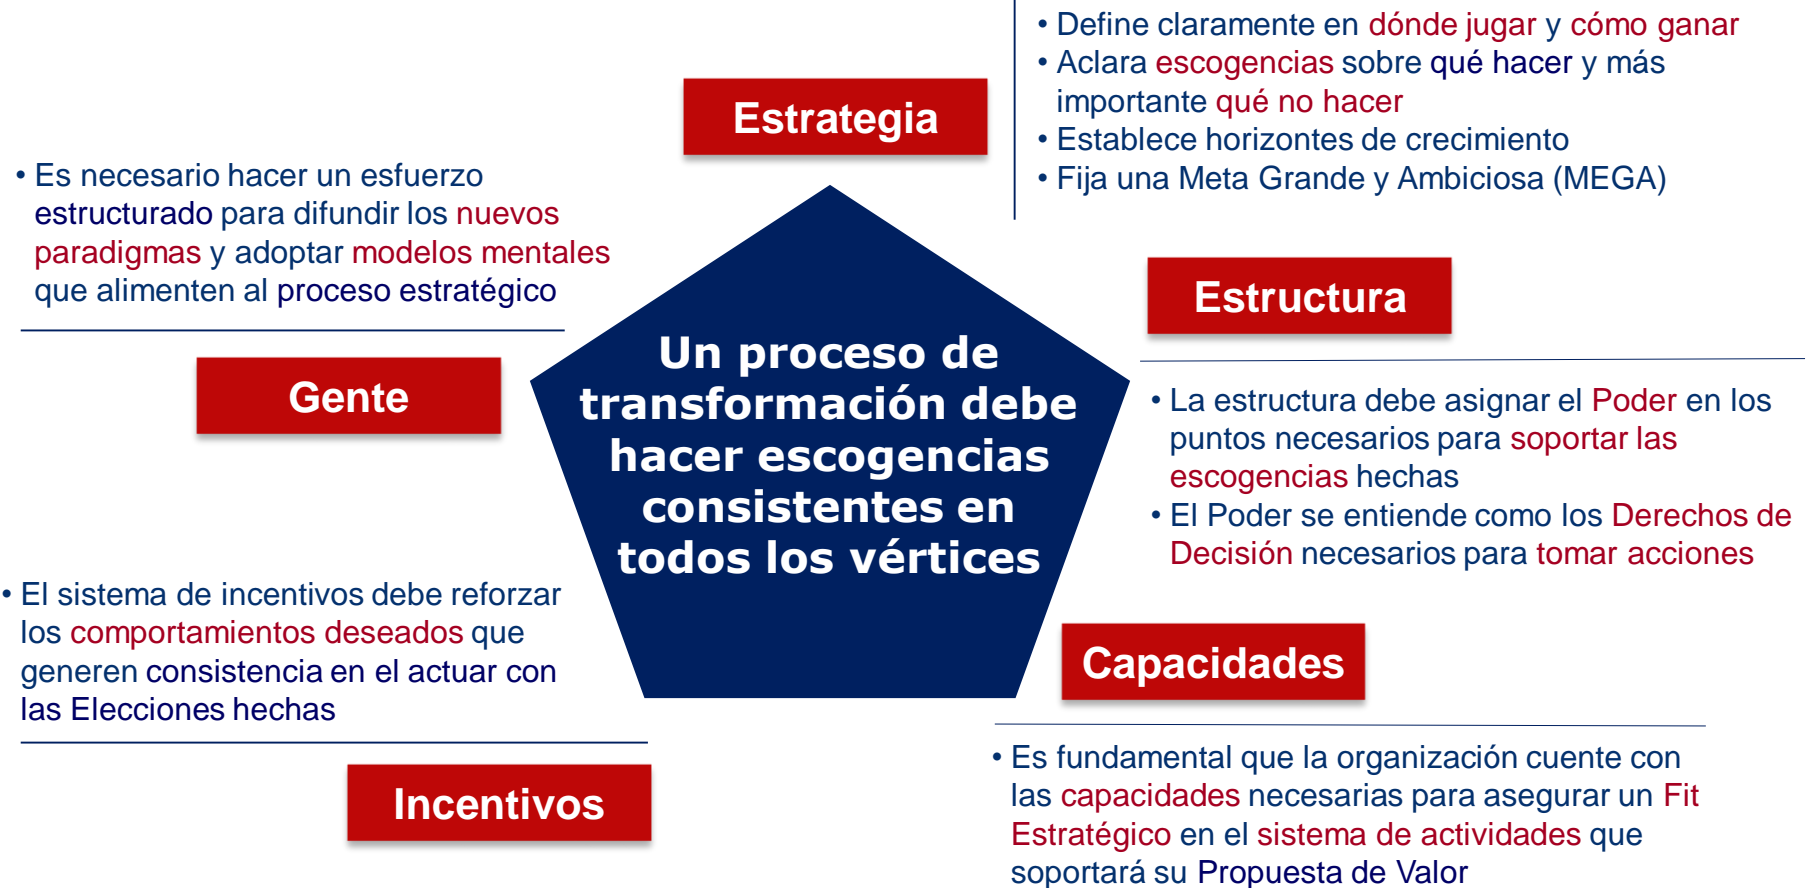 Estrategia
• Define claramente en dónde jugar y cómo ganar
• Aclara escogencias sobre qué hacer y más
importante qué no hacer
• Establece horizontes de crecimiento
• Fija una Meta Grande y Ambiciosa (MEGA)
Estructura
• La estructura debe asignar el Poder en los
puntos necesarios para soportar las
escogencias hechas
• El Poder se entiende como los Derechos de
Decisión necesarios para tomar acciones
Capacidades
• Es fundamental que la organización cuente con
las capacidades necesarias para asegurar un Fit
Estratégico en el sistema de actividades que
soportará su Propuesta de Valor
• El sistema de incentivos debe reforzar
los comportamientos deseados que
generen consistencia en el actuar con
las Elecciones hechas
Incentivos
• Es necesario hacer un esfuerzo
estructurado para difundir los nuevos
paradigmas y adoptar modelos mentales
que alimenten al proceso estratégico
Gente
Un proceso de
transformación debe
hacer escogencias
consistentes en
todos los vértices